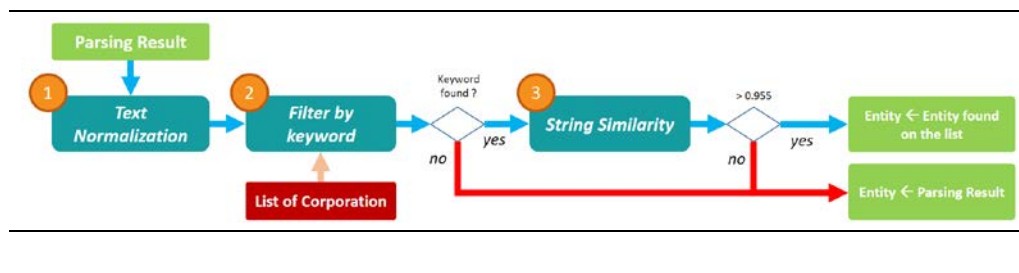 Parsing Result
1
Text
Normalization
2
Filter by
keyword
Keyword
found ?
yes
no
3
String Similarity
> 0.955
yes
no
Entity ← Entity found
on the list
List of Corporation
Entity ← Parsing Result